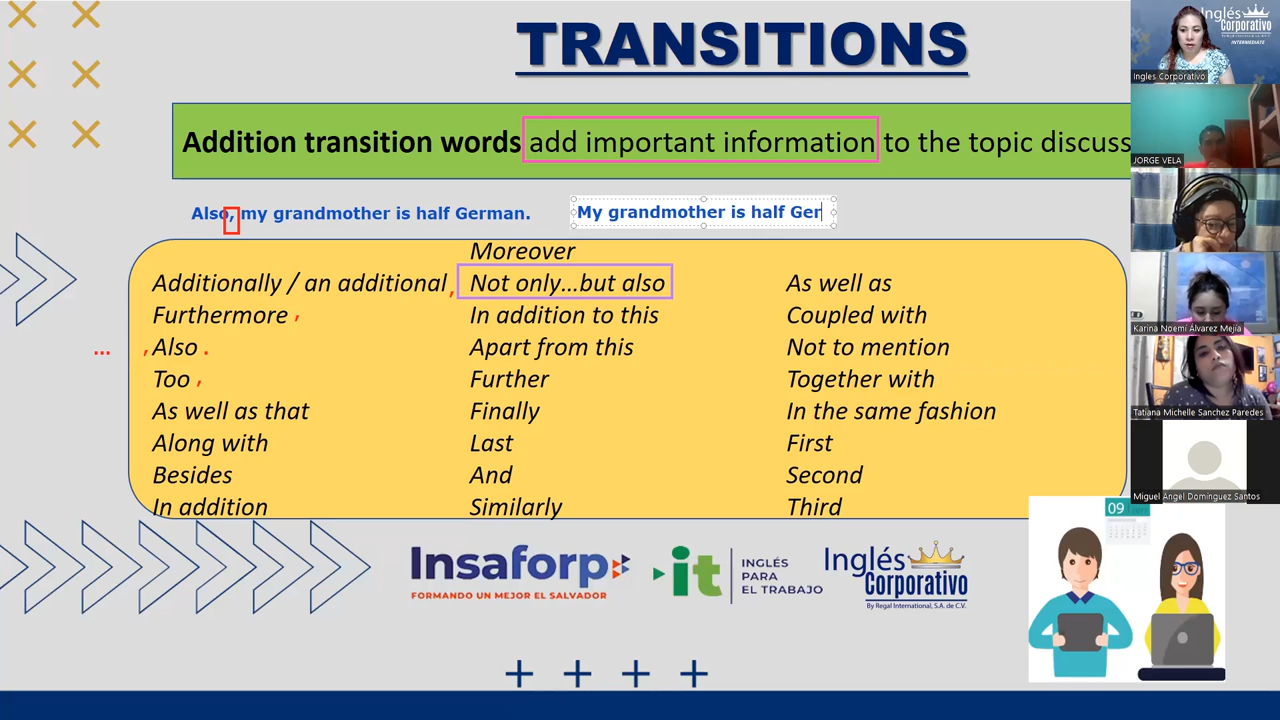 TRANSITIONS
Addition transition words add important information to the topic discuss
Also, my grandmother is half German.
My grandmother is half Ger
Additionally / an additional ,
Furthermore ,
... , Also .
Too ,
As well as that
Along with
Besides
In addition
Moreover
Not only...but also
In addition to this
Apart from this
Further
Finally
Last
And
Similarly
As well as
Coupled with
Not to mention
Together with
In the same fashion
First
Second
Third
Insaforp
FORMANDO UN MEJOR EL SALVADOR
it
INGLÉS
PARA
EL TRABAJO
Inglés
Corporativo
By Regal International, S.A. de C.V.
09
Inglés
Corporativo
By Regal International, S.A. de C.V.
INTERMEDIATE
Ingles Corporativo
JORGE VELA
Karina Noemí Álvarez Mejía
Tatiana Michelle Sanchez Paredes
Miguel Angel Domínguez Santos